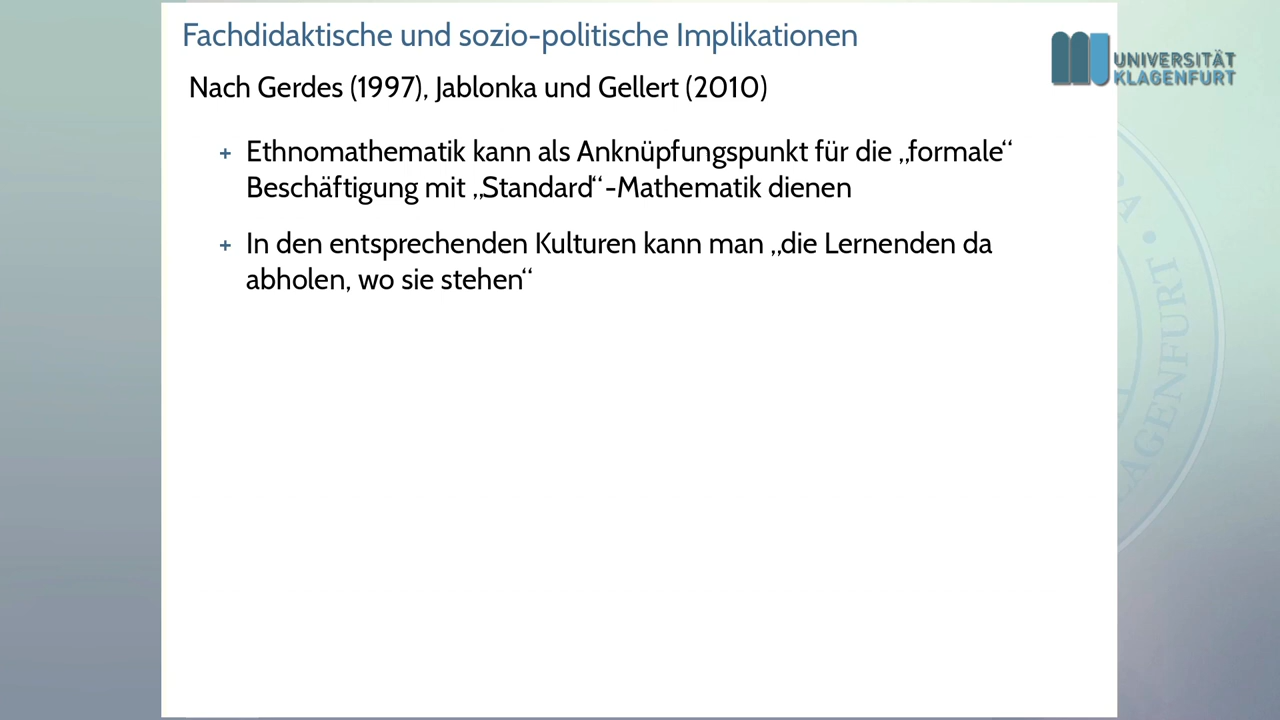 Fachdidaktische und sozio-politische Implikationen
UNIVERSITÄT
KLAGENFURT
Nach Gerdes (1997), Jablonka und Gellert (2010)
+ Ethnomathematik kann als Anknüpfungspunkt für die „formale“
Beschäftigung mit „Standard“-Mathematik dienen
+ In den entsprechenden Kulturen kann man „die Lernenden da
abholen, wo sie stehen“
KLAGENFURT